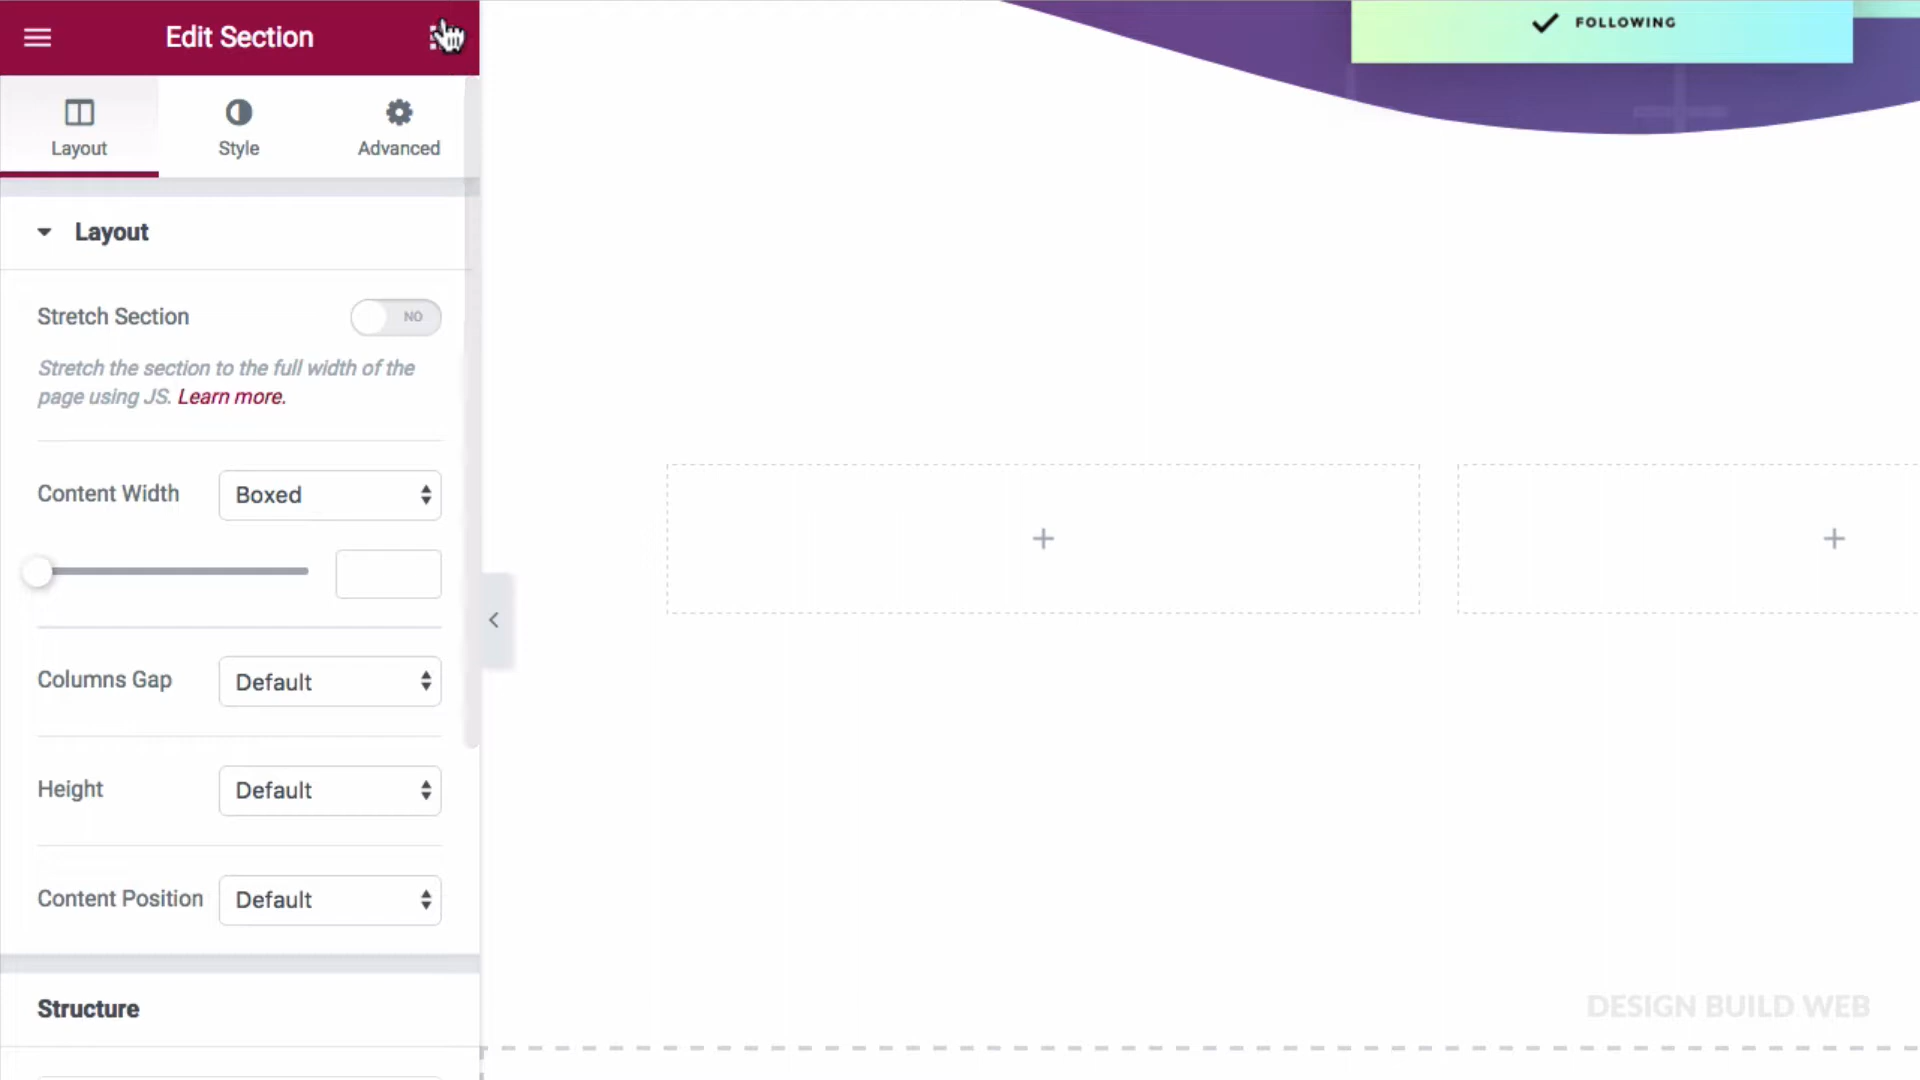 Edit Section
FOLLOWING
Layout
Style
Advanced
Layout
Stretch Section
NO
Stretch the section to the full width of the
page using JS. Learn more.
Content Width
Boxed
Columns Gap
Default
Height
Default
Content Position
Default
Structure
DESIGN BUILD WEB